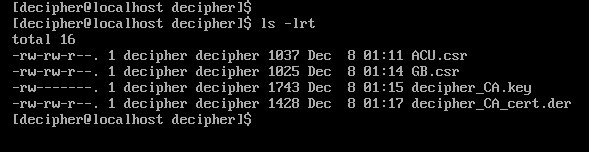 [decipher@localhost decipher]$
[decipher@localhost decipher]$ ls -lrt
total 16
-rw-rw-r--. 1 decipher decipher 1037 Dec  8 01:11 ACU.csr
-rw-rw-r--. 1 decipher decipher 1025 Dec  8 01:14 GB.csr
-rw-------. 1 decipher decipher 1743 Dec  8 01:15 decipher_CA.key
-rw-rw-r--. 1 decipher decipher 1428 Dec  8 01:17 decipher_CA_cert.der
[decipher@localhost decipher]$